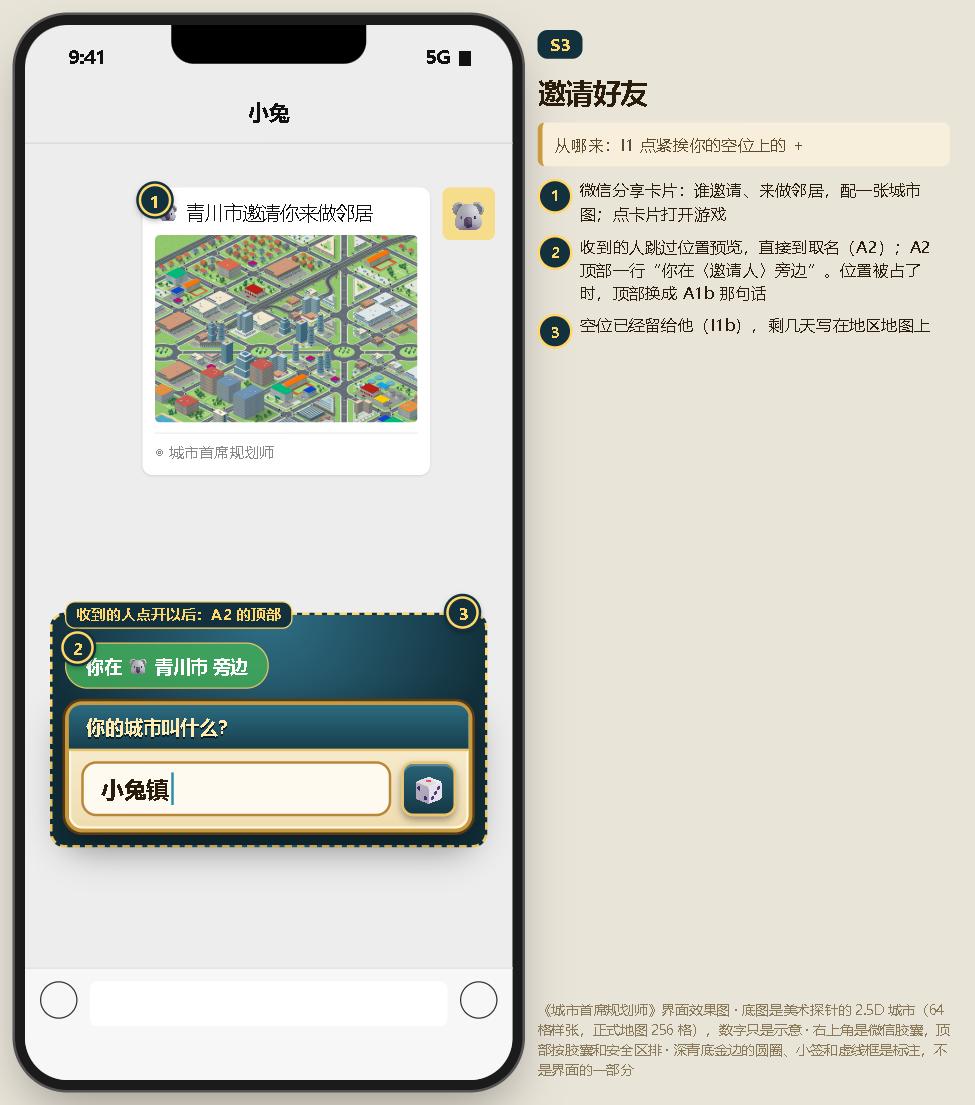 9:41
5G
小兔
1
青川市邀请你来做邻居
城市首席规划师
收到的人点开以后：A2 的顶部
3
2
你在 青川市 旁边
你的城市叫什么？
小兔镇
S3
邀请好友
从哪来：I1 点紧挨你的空位上的 +
1
微信分享卡片：谁邀请、来做邻居，配一张城市
图；点卡片打开游戏
2
收到的人跳过位置预览，直接到取名（A2）；A2
顶部一行“你在〈邀请人〉旁边”。位置被占了
时，顶部换成 A1b 那句话
3
空位已经留给他（I1b），剩几天写在地区地图上
《城市首席规划师》界面效果图 · 底图是美术探针的 2.5D 城市（64
格样张，正式地图 256 格），数字只是示意 · 右上角是微信胶囊，顶
部按胶囊和安全区排 · 深青底金边的圆圈、小签和虚线框是标注，不
是界面的一部分